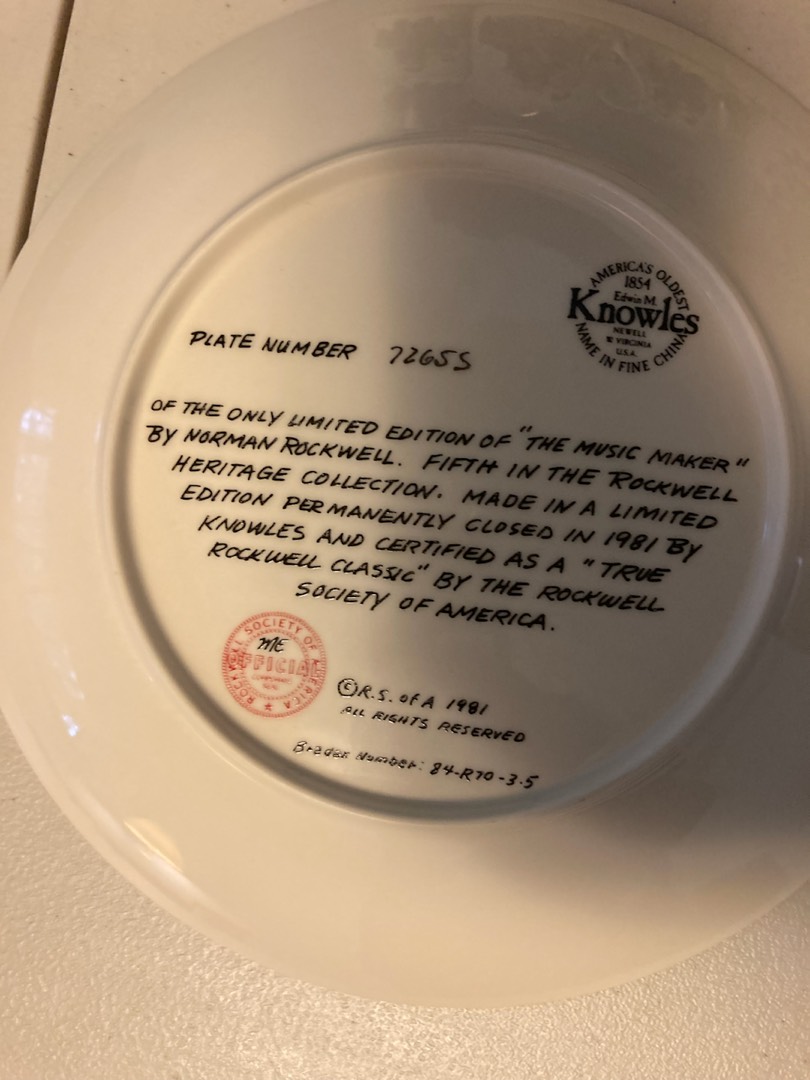 AMERICA'S OLDEST
1854
Edwin M.
Knowles
NEWELL
W VIRGINIA
U.S.A.
NAME IN FINE CHINA
PLATE NUMBER 7265S
OF THE ONLY LIMITED EDITION OF "THE MUSIC MAKER"
BY NORMAN ROCKWELL. FIFTH IN THE ROCKWELL
HERITAGE COLLECTION. MADE IN A LIMITED
EDITION PERMANENTLY CLOSED IN 1981 BY
KNOWLES AND CERTIFIED AS A "TRUE
ROCKWELL CLASSIC" BY THE ROCKWELL
SOCIETY OF AMERICA.
ROCKWELL SOCIETY OF AMERICA
ME
OFFICIAL
©R.S. of A 1981
ALL RIGHTS RESERVED
Bradex Number: 84-R70-3.5